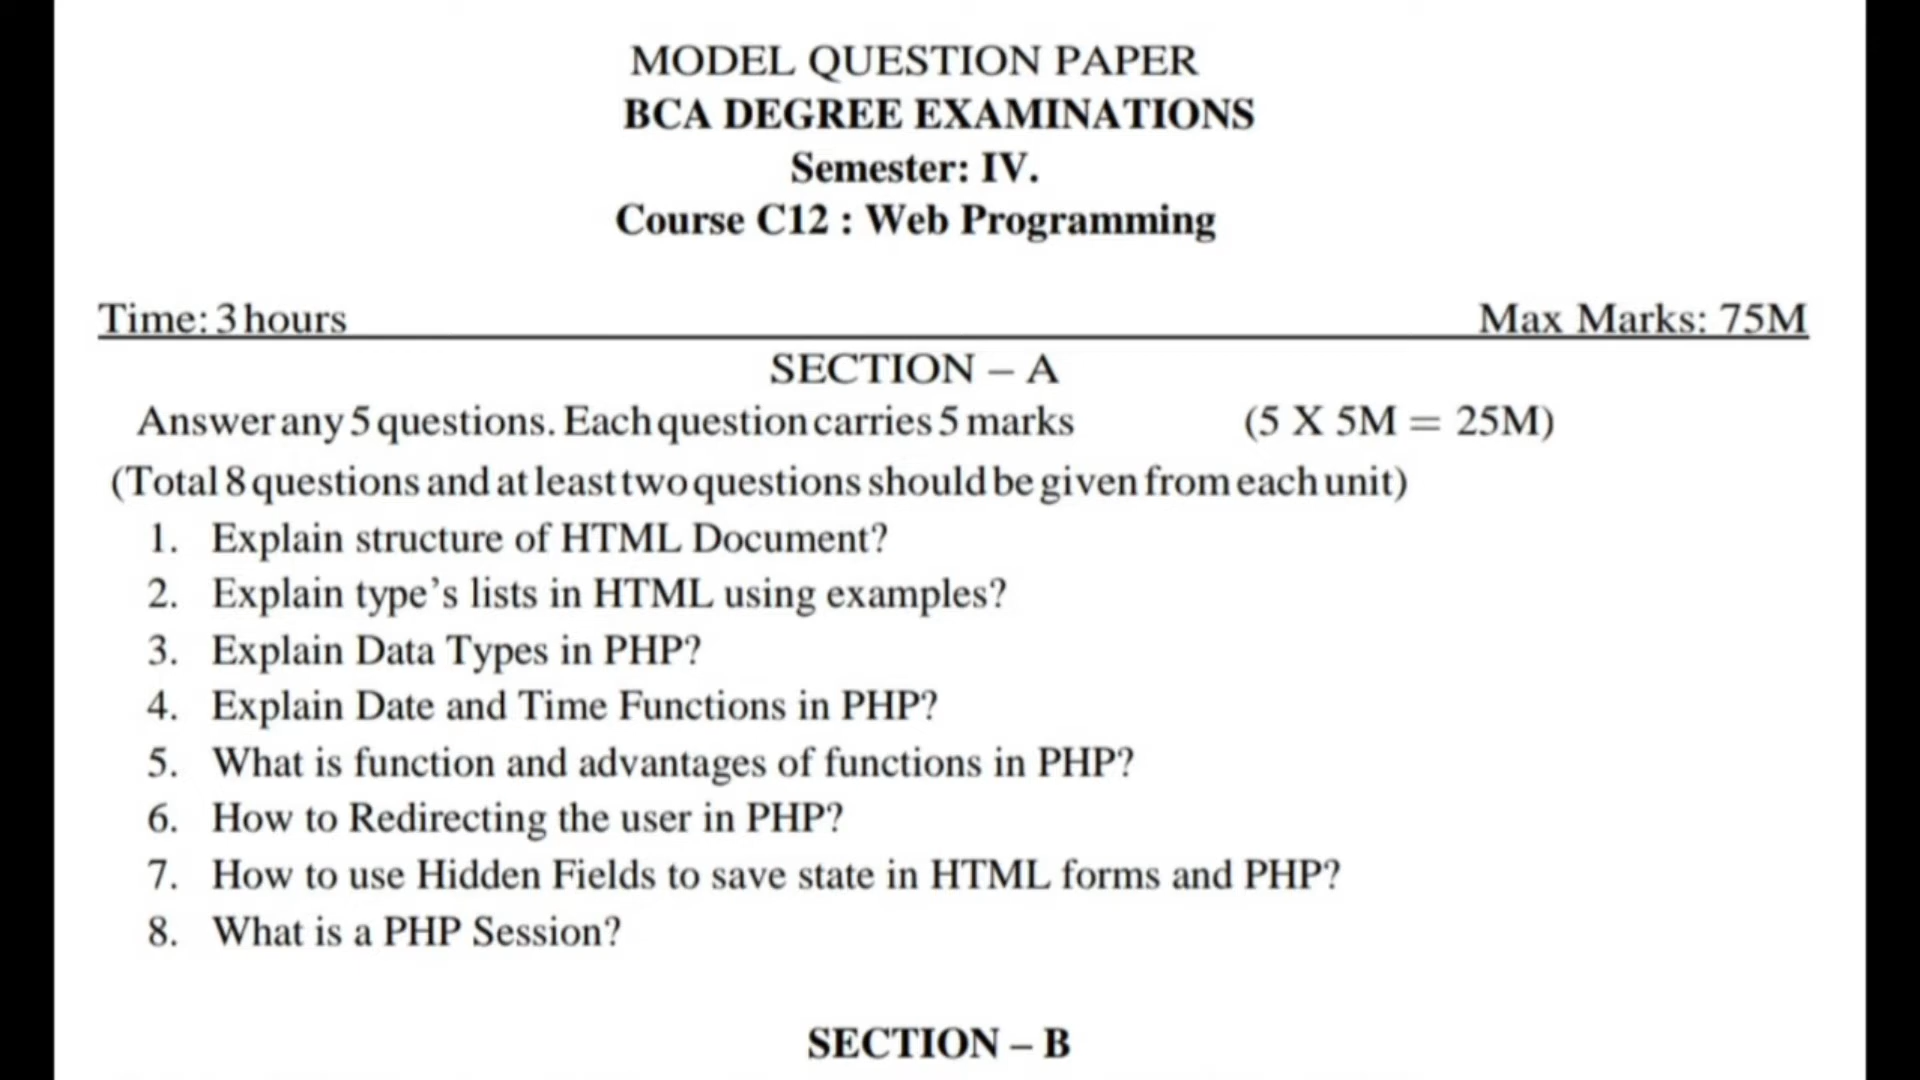 MODEL QUESTION PAPER
BCA DEGREE EXAMINATIONS
Semester: IV.
Course C12 : Web Programming
Time: 3 hours Max Marks: 75M
SECTION – A
Answer any 5 questions. Each question carries 5 marks (5 X 5M = 25M)
(Total 8 questions and at least two questions should be given from each unit)
1. Explain structure of HTML Document?
2. Explain type’s lists in HTML using examples?
3. Explain Data Types in PHP?
4. Explain Date and Time Functions in PHP?
5. What is function and advantages of functions in PHP?
6. How to Redirecting the user in PHP?
7. How to use Hidden Fields to save state in HTML forms and PHP?
8. What is a PHP Session?
SECTION – B